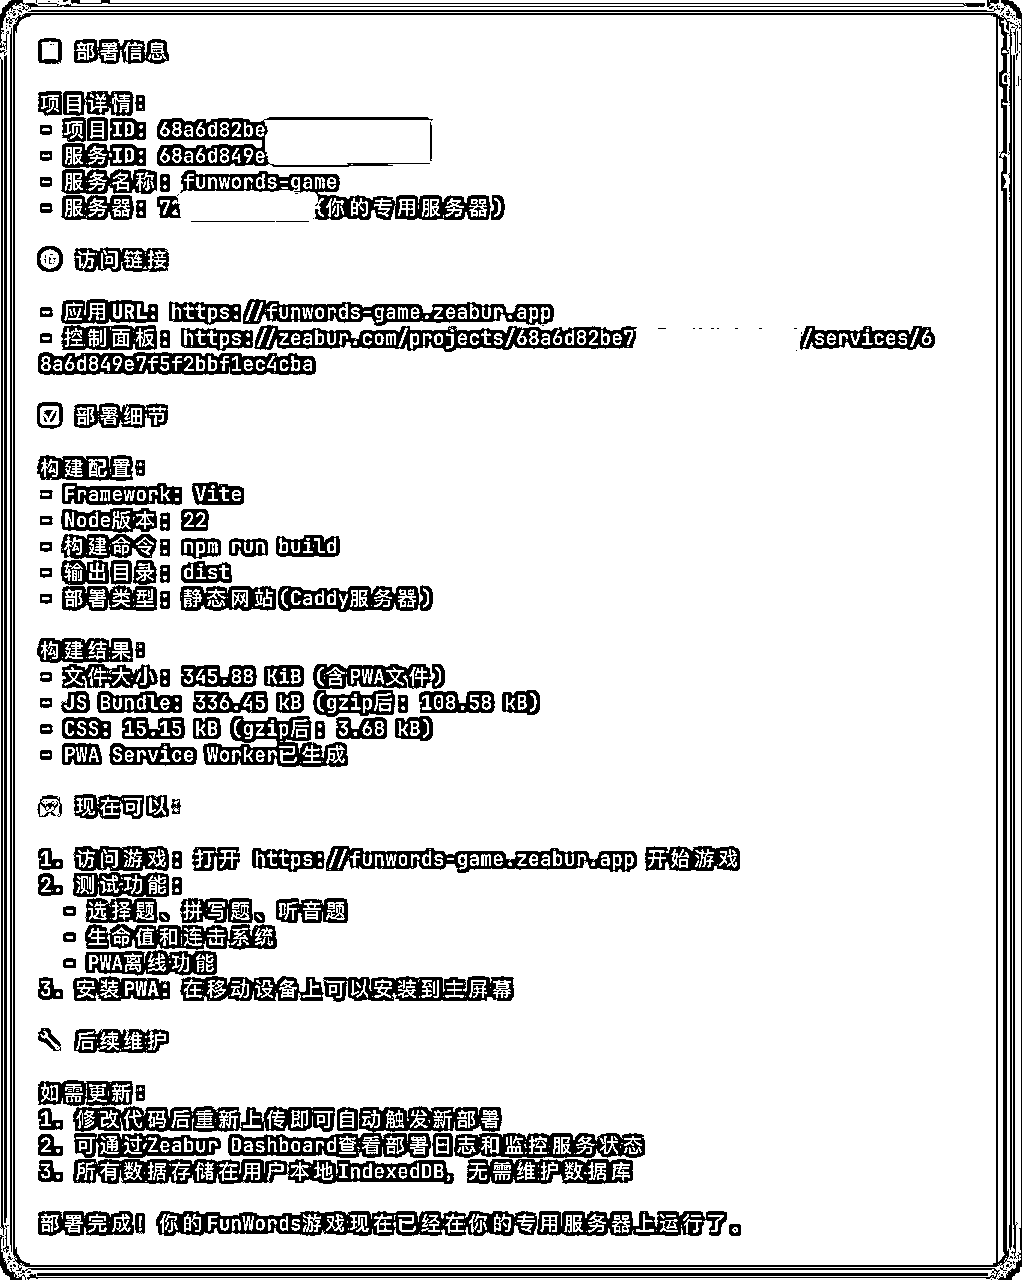 部署信息
项目详情:
- 项目ID: 68a6d82be
- 服务ID: 68a6d849e
- 服务名称: funwords-game
- 服务器: 7 (你的专用服务器)
访问链接
- 应用URL: https://funwords-game.zeabur.app
- 控制面板: https://zeabur.com/projects/68a6d82be7 /services/6
8a6d849e7f5f2bbf1ec4cba
部署细节
构建配置:
- Framework: Vite
- Node版本: 22
- 构建命令: npm run build
- 输出目录: dist
- 部署类型: 静态网站(Caddy服务器)
构建结果:
- 文件大小: 345.88 KiB (含PWA文件)
- JS Bundle: 336.45 kB (gzip后: 108.58 kB)
- CSS: 15.15 kB (gzip后: 3.68 kB)
- PWA Service Worker已生成
现在可以:
1. 访问游戏: 打开 https://funwords-game.zeabur.app 开始游戏
2. 测试功能:
- 选择题、拼写题、听音题
- 生命值和连击系统
- PWA离线功能
3. 安装PWA: 在移动设备上可以安装到主屏幕
后续维护
如需更新:
1. 修改代码后重新上传即可自动触发新部署
2. 可通过Zeabur Dashboard查看部署日志和监控服务状态
3. 所有数据存储在用户本地IndexedDB, 无需维护数据库
部署完成! 你的FunWords游戏现在已经在你的专用服务器上运行了。